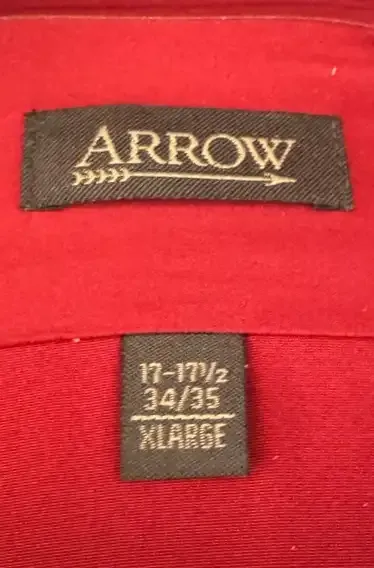 ARROW
17-17½
34/35
XLARGE